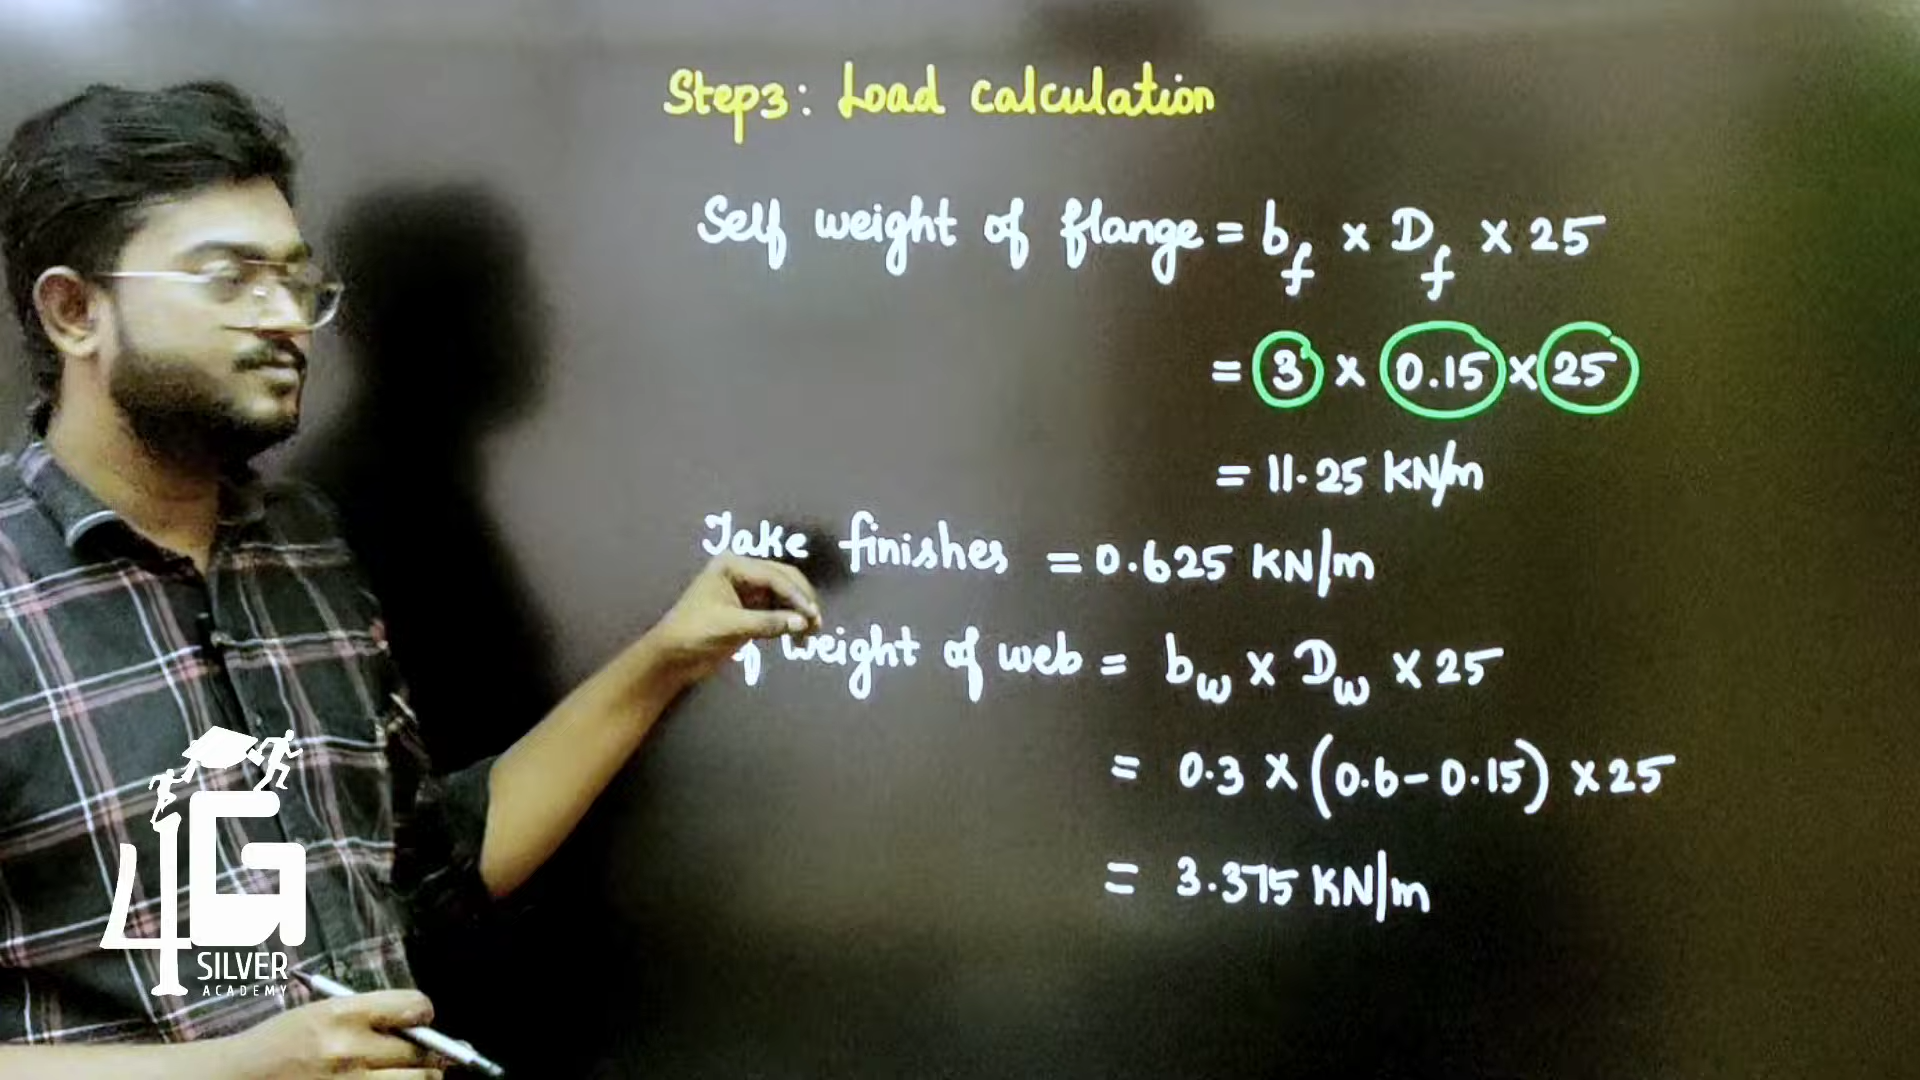 Step3: Load calculation
Self weight of flange = bf × Df × 25
= 3 × 0.15 × 25
= 11.25 KN/m
Take finishes = 0.625 KN/m
weight of web = bw × Dw × 25
= 0.3 × (0.6-0.15) × 25
= 3.375 KN/m
4G
SILVER
ACADEMY